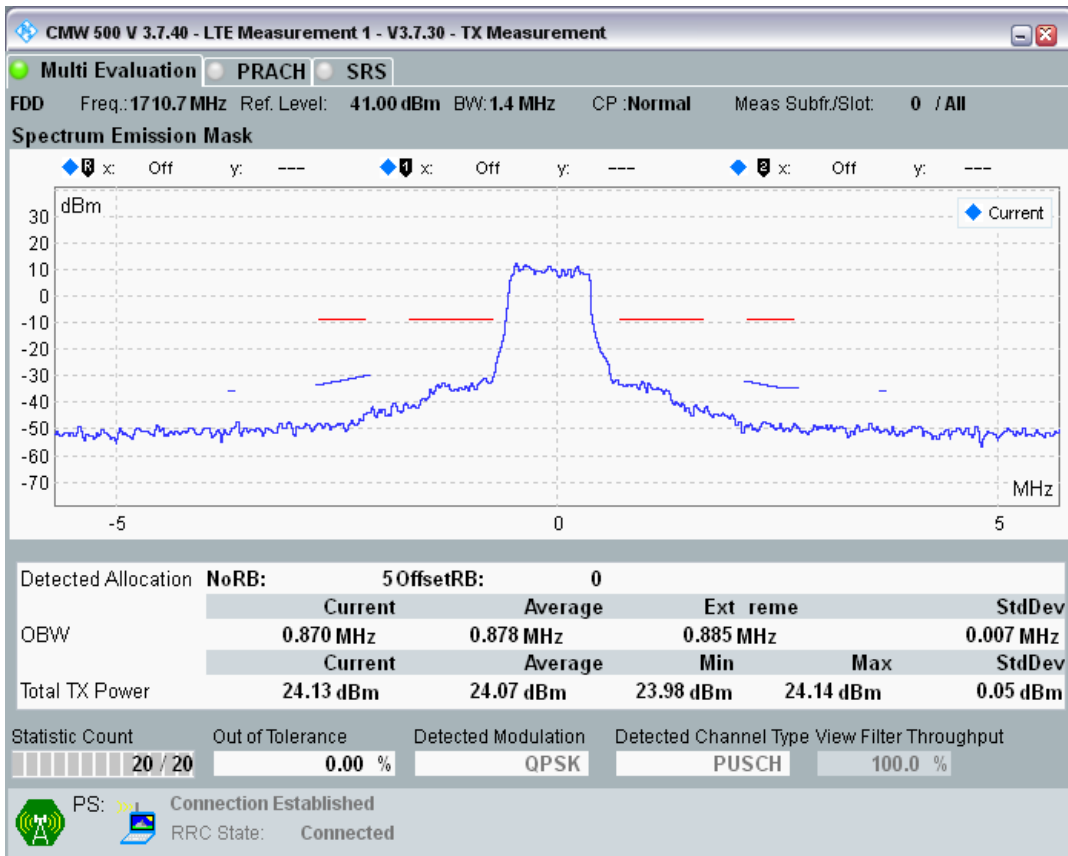 CMW 500 V 3.7.40 - LTE Measurement 1 - V3.7.30 - TX Measurement
Multi Evaluation PRACH SRS
FDD Freq.:1710.7 MHz Ref. Level: 41.00 dBm BW:1.4 MHz CP :Normal Meas Subfr./Slot: 0 / All
Spectrum Emission Mask
R x: Off y: --- 1 x: Off y: --- 2 x: Off y: ---
dBm
Current
30
20
10
0
-10
-20
-30
-40
-50
-60
-70
MHz
-5 0 5
Detected Allocation NoRB: 5 OffsetRB: 0
Current Average Ext reme StdDev
OBW 0.870 MHz 0.878 MHz 0.885 MHz 0.007 MHz
Current Average Min Max StdDev
Total TX Power 24.13 dBm 24.07 dBm 23.98 dBm 24.14 dBm 0.05 dBm
Statistic Count Out of Tolerance Detected Modulation Detected Channel Type View Filter Throughput
20 / 20 0.00 % QPSK PUSCH 100.0 %
PS: Connection Established
RRC State: Connected